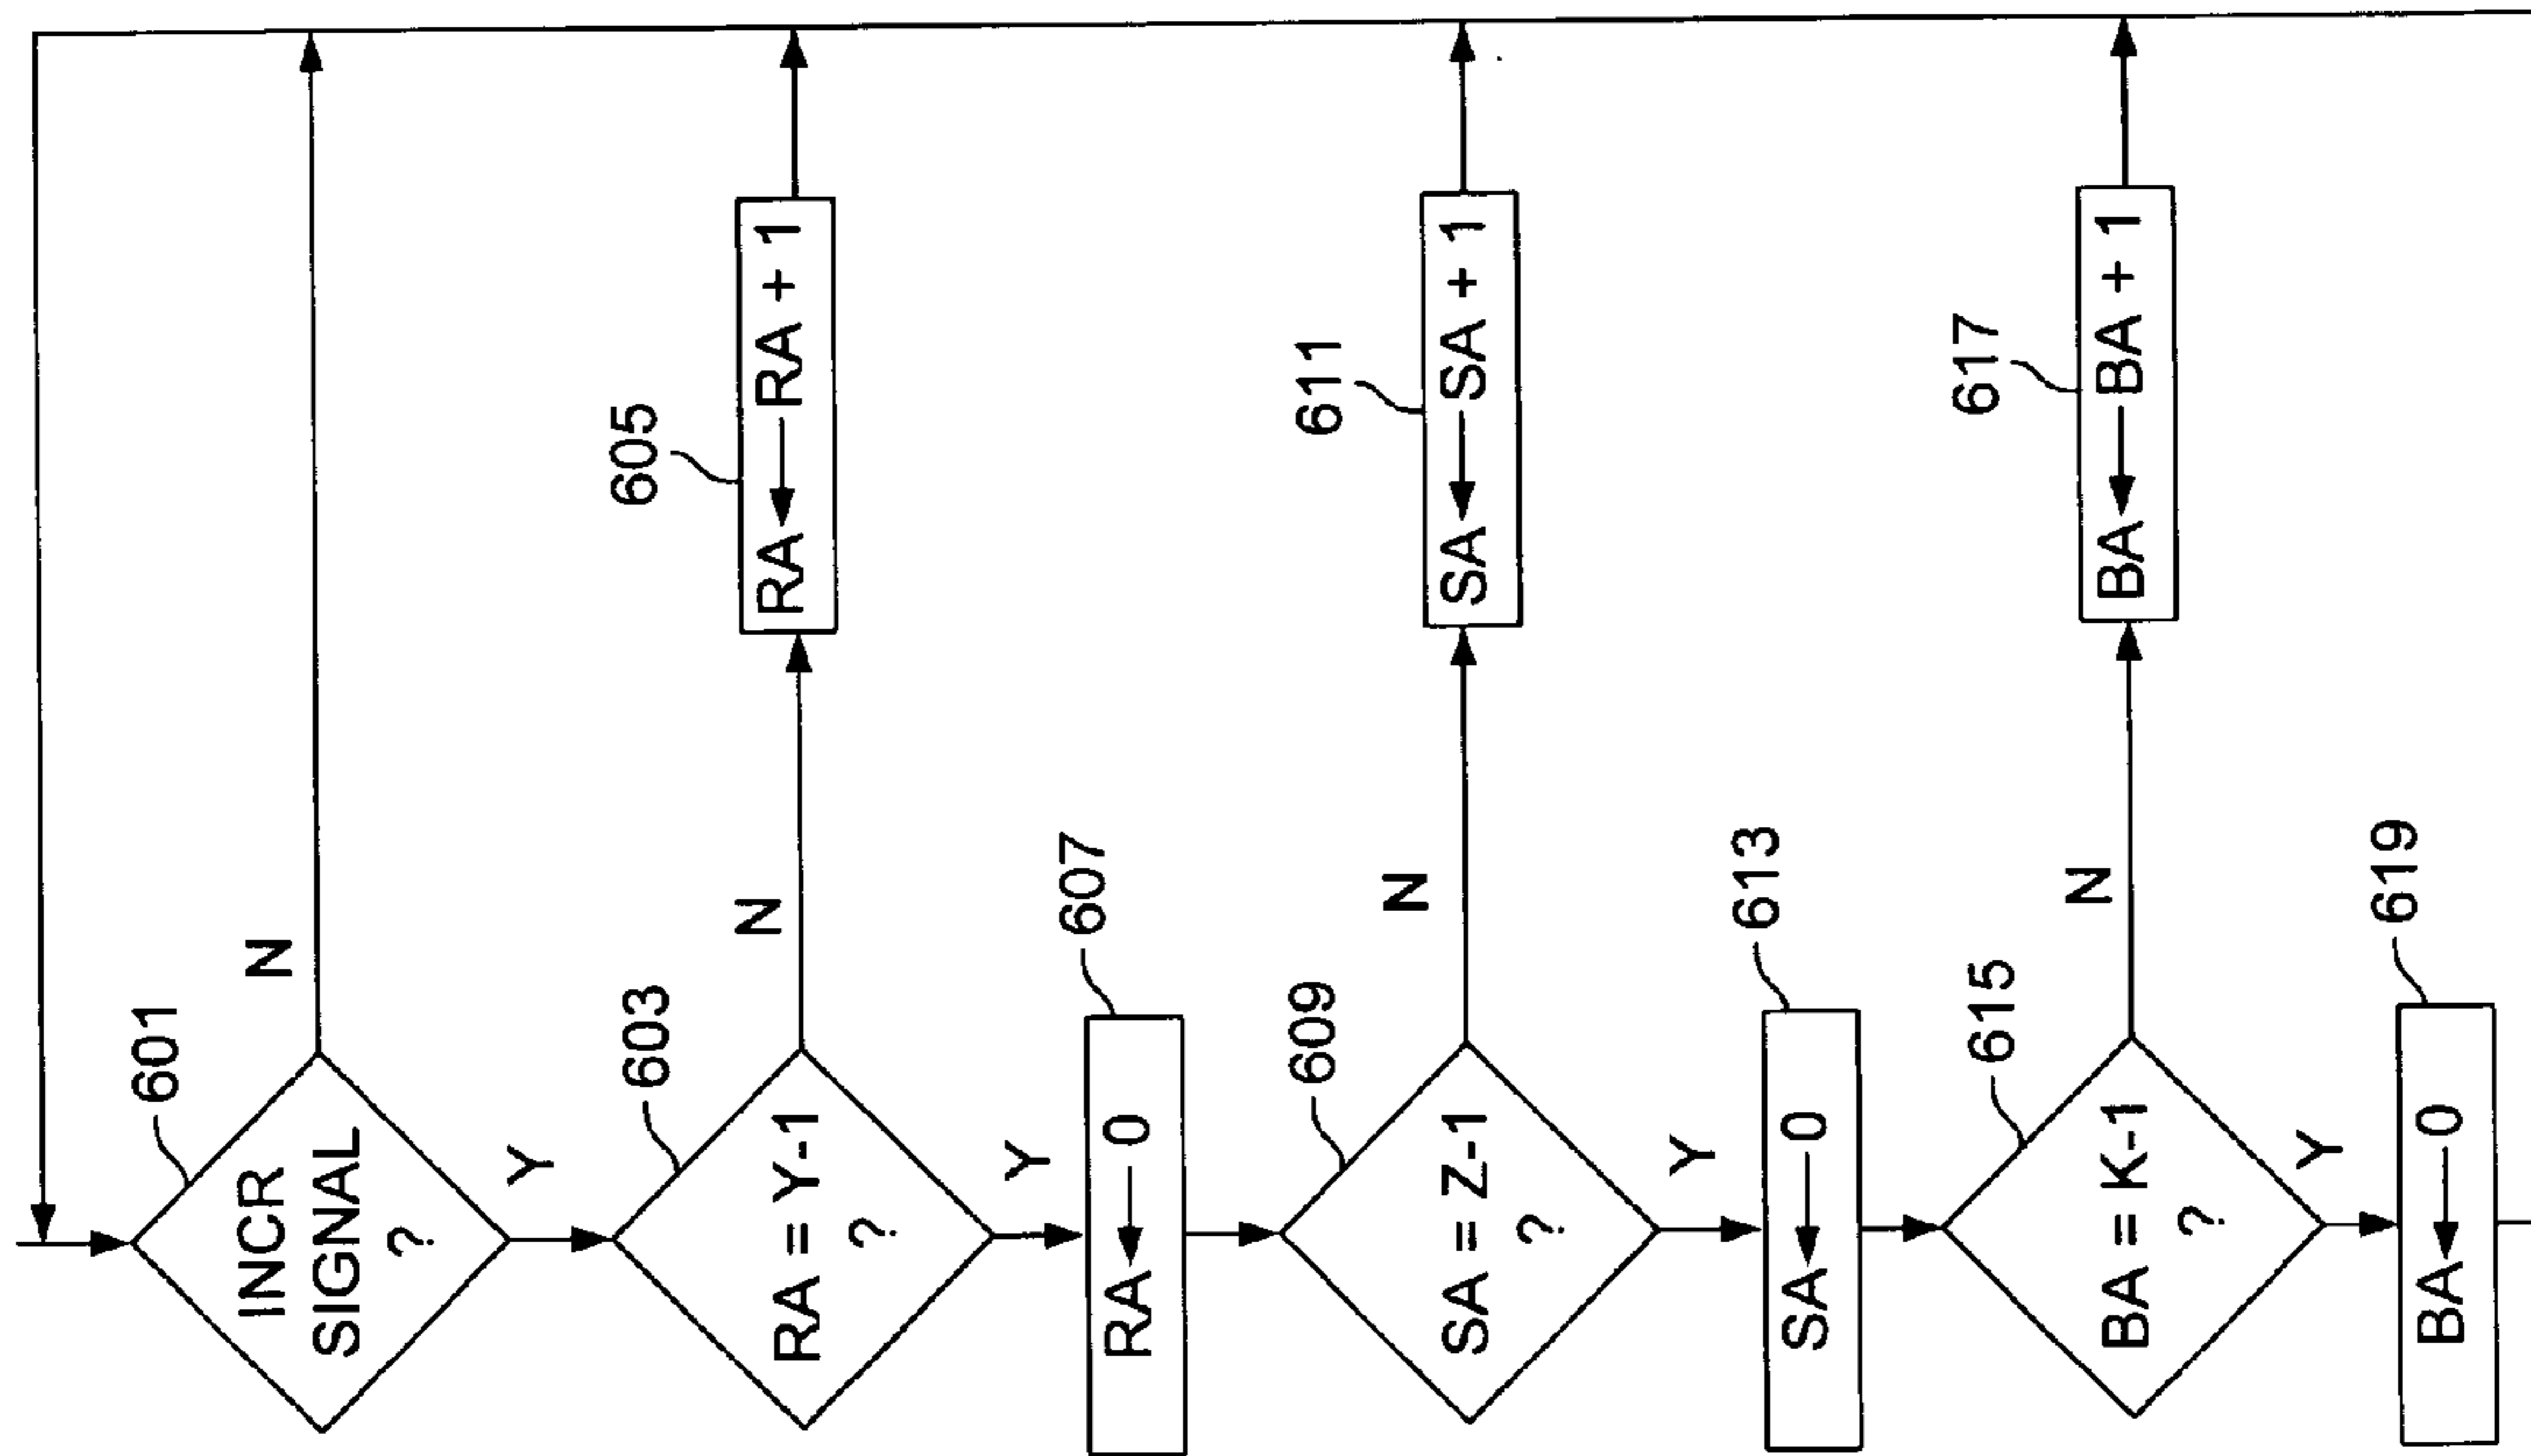 601
INCR
SIGNAL
?
N
Y
603
RA = Y-1
?
N
605
RA ← RA + 1
Y
607
RA ← 0
609
SA = Z-1
?
N
611
SA ← SA + 1
Y
613
SA ← 0
615
BA = K-1
?
N
617
BA ← BA + 1
Y
619
BA ← 0